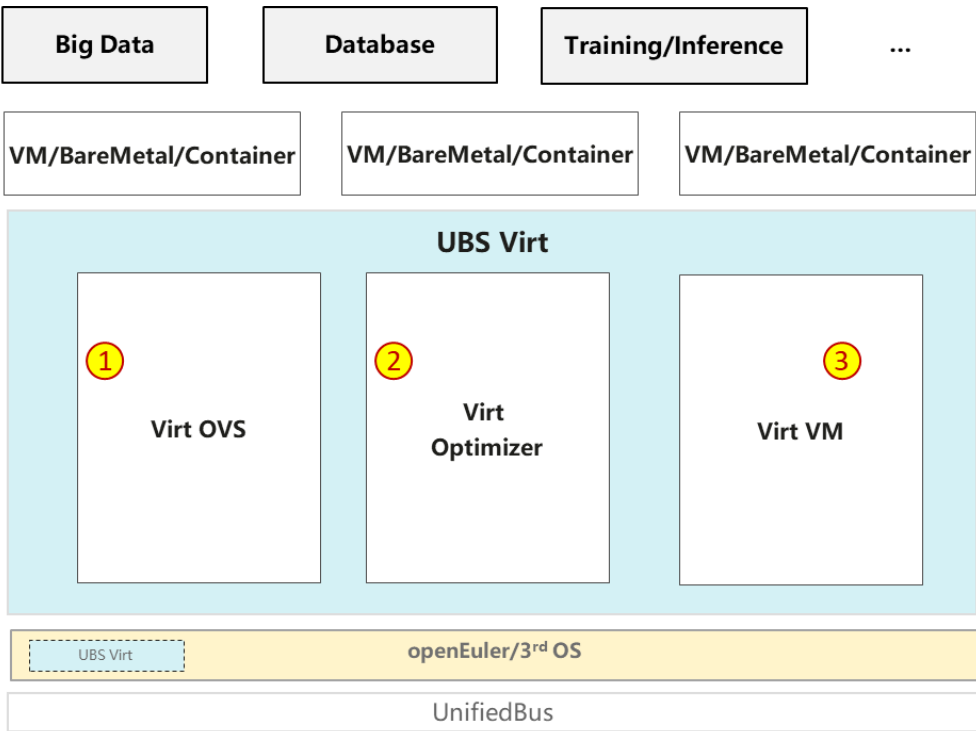 Big Data
Database
Training/Inference
...
VM/BareMetal/Container
VM/BareMetal/Container
VM/BareMetal/Container
UBS Virt
1
Virt OVS
2
Virt
Optimizer
3
Virt VM
UBS Virt
openEuler/3rd OS
UnifiedBus